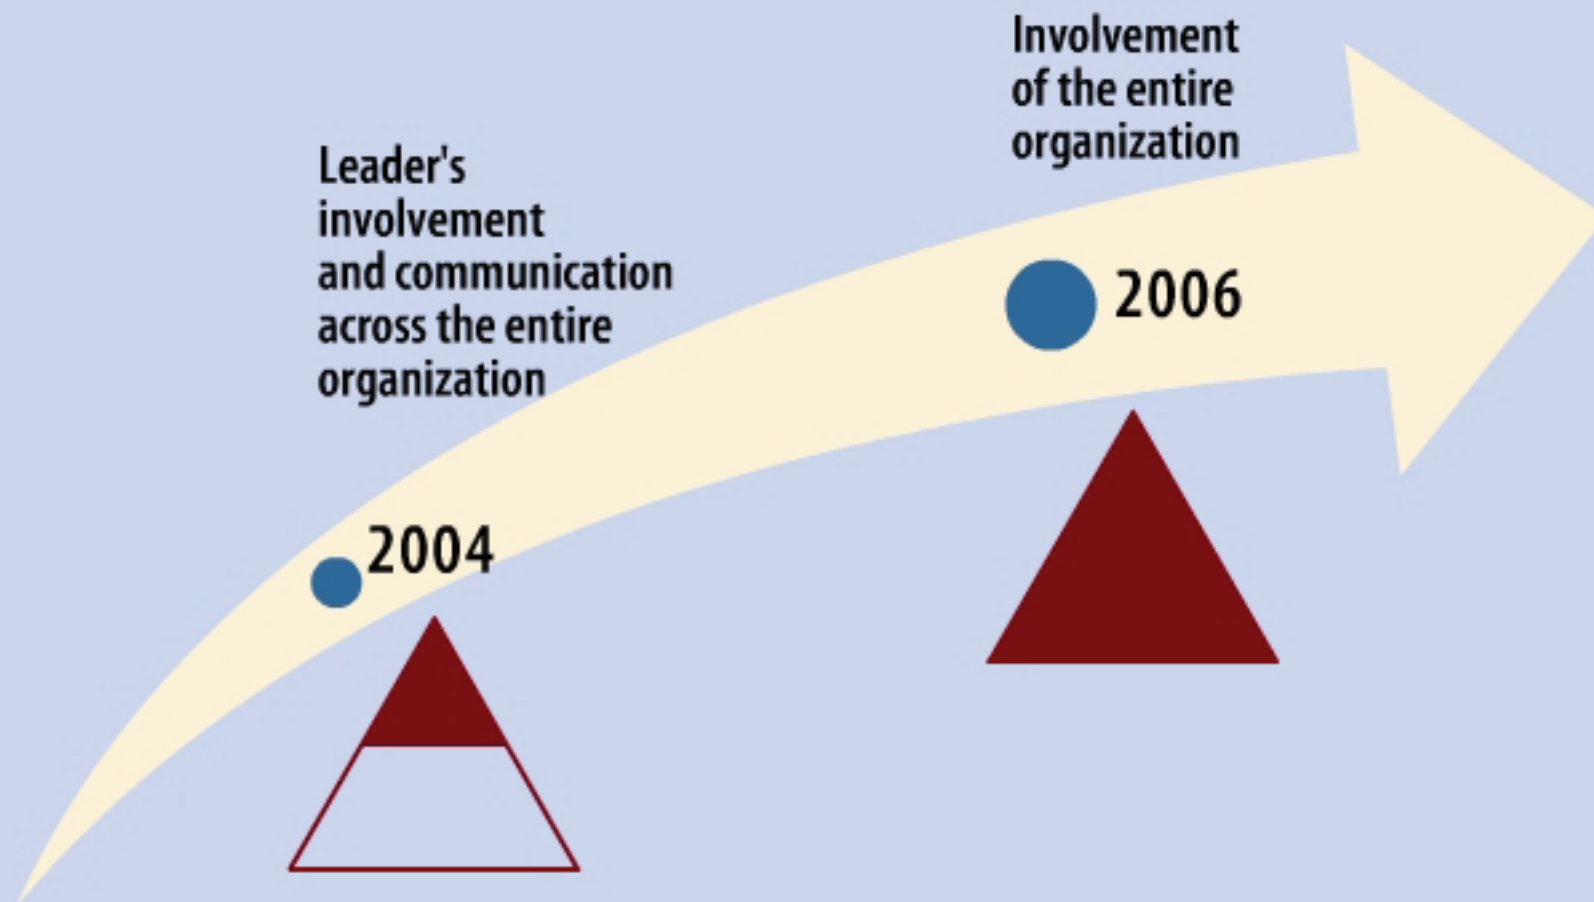 Leader's
involvement
and communication
across the entire
organization
2004
Involvement
of the entire
organization
2006